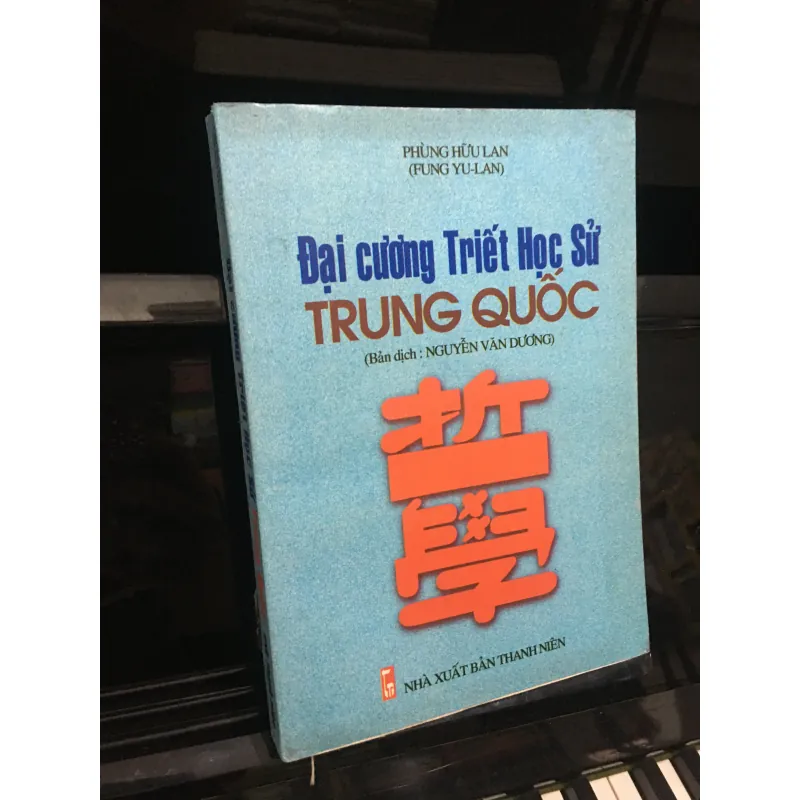 PHÙNG HỮU LAN
(FUNG YU-LAN)
Đại cương Triết Học Sử
TRUNG QUỐC
(Bản dịch : NGUYỄN VĂN DƯƠNG)
哲
學
NHÀ XUẤT BẢN THANH NIÊN